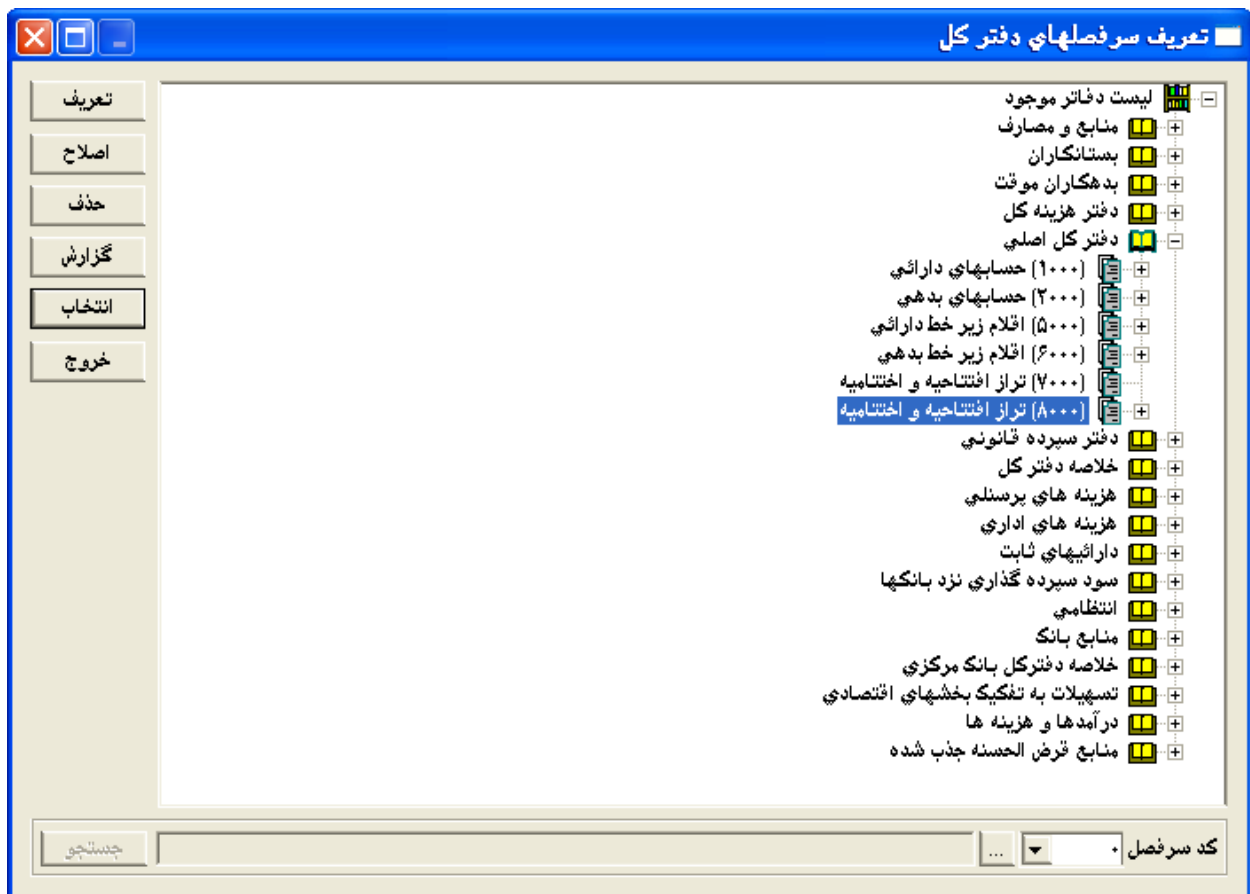 تعريف سرفصلهاي دفتر كل
ليست دفاتر موجود
منابع و مصارف
بستانكاران
بدهكاران موقت
دفتر هزينه كل
دفتر كل اصلي
(۱۰۰۰) حسابهاي دارائي
(۲۰۰۰) حسابهاي بدهي
(۵۰۰۰) اقلام زير خط دارائي
(۶۰۰۰) اقلام زير خط بدهي
(۷۰۰۰) تراز افتتاحيه و اختتاميه
(۸۰۰۰) تراز افتتاحيه و اختتاميه
دفتر سپرده قانوني
خلاصه دفتر كل
هزينه هاي پرسنلي
هزينه هاي اداري
دارائيهاي ثابت
سود سپرده گذاري نزد بانكها
انتظامي
منابع بانك
خلاصه دفتركل بانك مركزي
تسهيلات به تفكيك بخشهاي اقتصادي
درآمدها و هزينه ها
منابع قرض الحسنه جذب شده
تعريف
اصلاح
حذف
گزارش
انتخاب
خروج
كد سرفصل ۰ ... جستجو